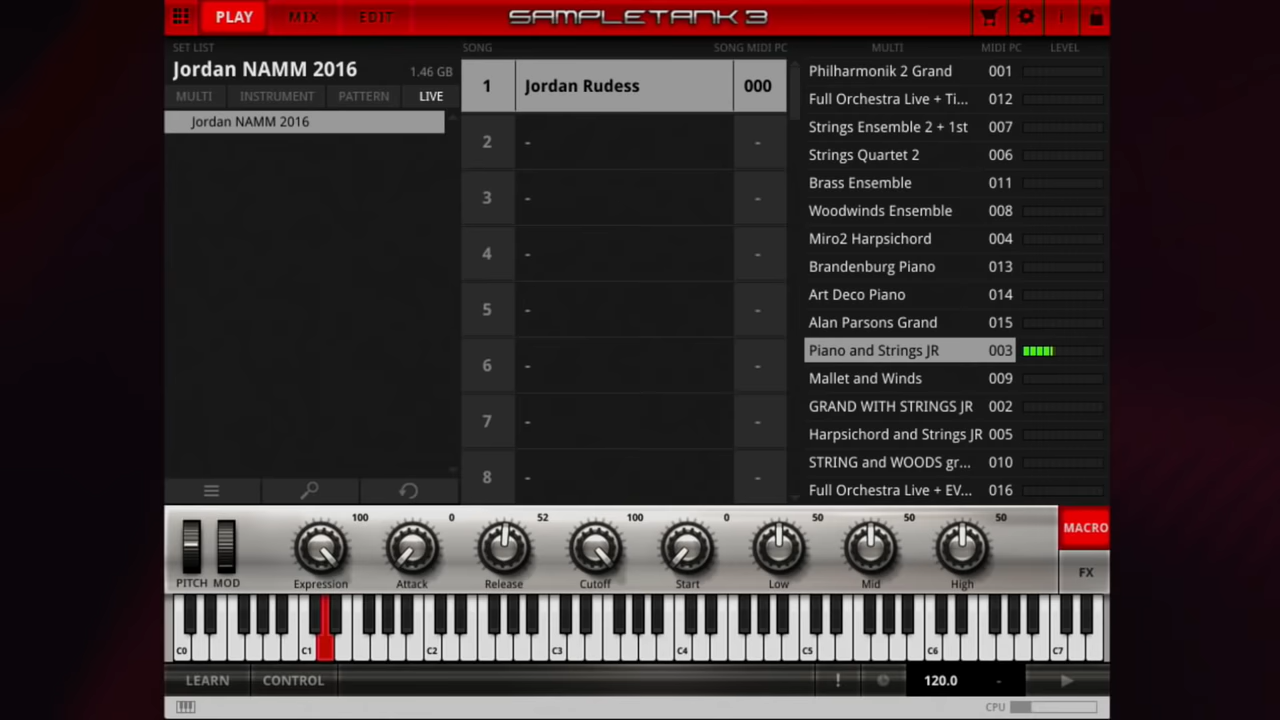 PLAY MIX EDIT SAMPLETANK 3
SET LIST
Jordan NAMM 2016 1.46 GB
MULTI INSTRUMENT PATTERN LIVE
Jordan NAMM 2016
SONG SONG MIDI PC
1 Jordan Rudess 000
2 - -
3 - -
4 - -
5 - -
6 - -
7 - -
8 - -
MULTI MIDI PC LEVEL
Philharmonik 2 Grand 001
Full Orchestra Live + Ti... 012
Strings Ensemble 2 + 1st 007
Strings Quartet 2 006
Brass Ensemble 011
Woodwinds Ensemble 008
Miro2 Harpsichord 004
Brandenburg Piano 013
Art Deco Piano 014
Alan Parsons Grand 015
Piano and Strings JR 003
Mallet and Winds 009
GRAND WITH STRINGS JR 002
Harpsichord and Strings JR 005
STRING and WOODS gr... 010
Full Orchestra Live + EV... 016
100 0 52 100 0 50 50 50
MACRO
FX
PITCH MOD Expression Attack Release Cutoff Start Low Mid High
C0 C1 C2 C3 C4 C5 C6 C7
LEARN CONTROL ! 120.0 -
CPU